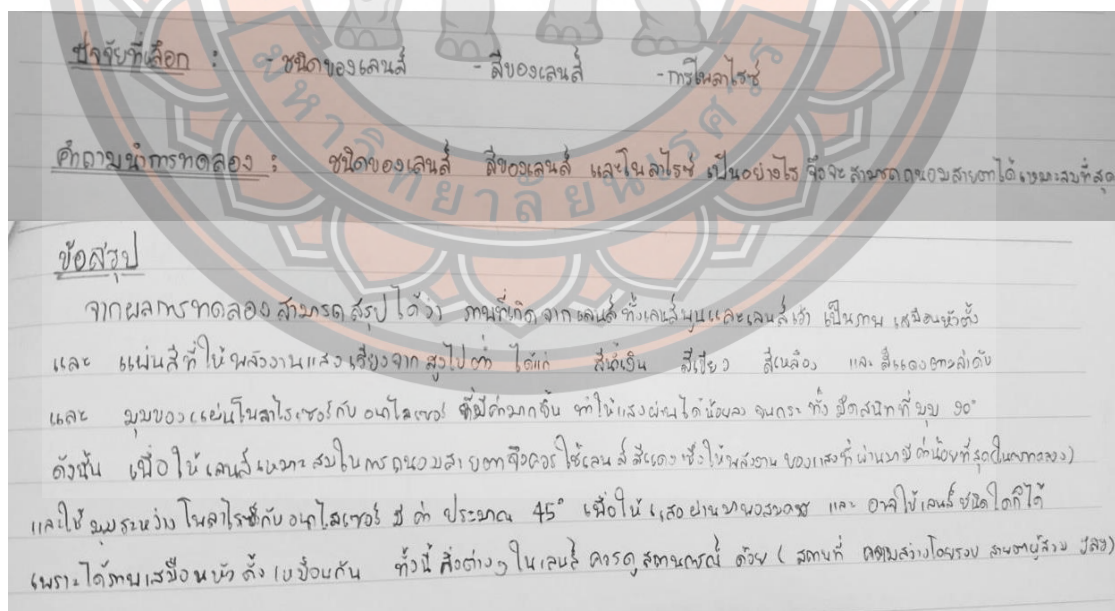 ปัจจัยที่เลือก : - ชนิดของเลนส์ - สีของเลนส์ - การโพลาไรซ์
คำถามนำการทดลอง : ชนิดของเลนส์ สีของเลนส์ และโพลาไรซ์ เป็นอย่างไร จึงจะสามารถถนอมสายตาได้เหมาะสมที่สุด
ข้อสรุป
จากผลการทดลองสามารถสรุปได้ว่า ภาพที่เกิดจากเลนส์ทั้งเลนส์นูนและเลนส์เว้า เป็นภาพ เสมือนหัวตั้ง
และ แผ่นสีที่ให้พลังงานแสงเรียงจากสูงไปต่ำ ได้แก่ สีน้ำเงิน สีเขียว สีเหลือง และ สีแดงตามลำดับ
และ มุมของแผ่นโพลาไรเซอร์กับ อนาไลเซอร์ ที่มีค่ามากขึ้น ทำให้แสงผ่านได้น้อยลง จนกระทั่ง มืดสนิทที่มุม 90°
ดังนั้น เพื่อให้เลนส์เหมาะสมในการถนอมสายตาจึงควรใช้เลนส์สีแดงซึ่งให้พลังงานของแสงที่ผ่านมามีค่าน้อยที่สุด(ในการทดลอง)
และใช้มุมระหว่างโพลาไรซ์กับอนาไลเซอร์ มีค่า ประมาณ 45° เพื่อให้แสงผ่านมาพอสมควร และ อาจใช้เลนส์ชนิดใดก็ได้
เพราะได้ภาพเสมือนหัวตั้งเหมือนกัน ทั้งนี้สิ่งต่างๆในเลนส์ควรดูสถานการณ์ด้วย (สถานที่ ความสว่างโดยรอบ สายตาผู้สวม ฯลฯ)
มหาวิทยาลัยนเรศวร